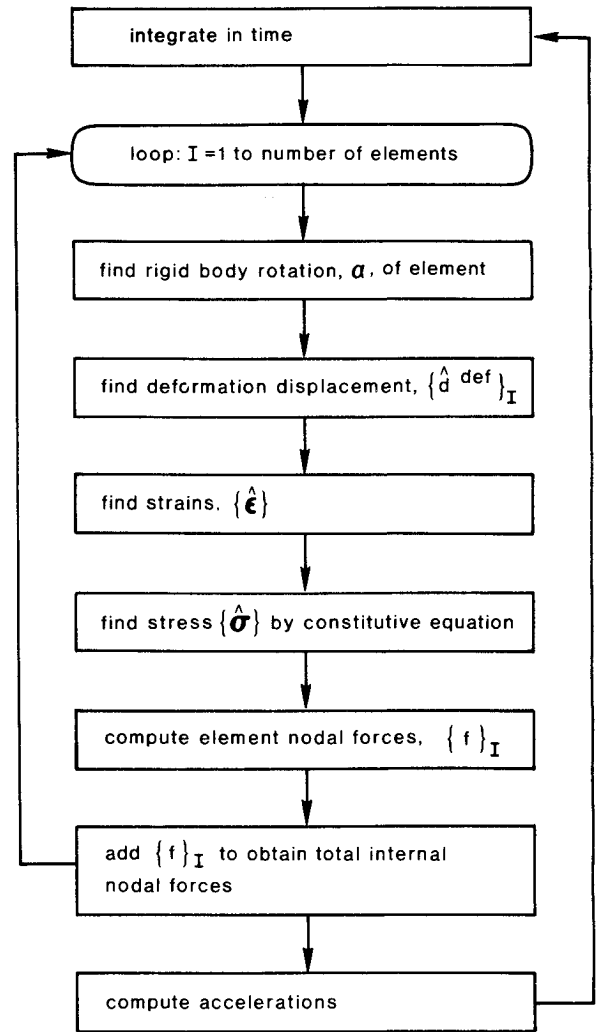 integrate in time
loop: I =1 to number of elements
find rigid body rotation, α, of element
find deformation displacement, {d̂ def}I
find strains. {ε̂}
find stress {σ̂} by constitutive equation
compute element nodal forces, {f}I
add {f}I to obtain total internal
nodal forces
compute accelerations